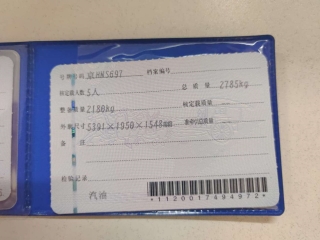 号牌号码 京HM5697 档案编号
核定载人数 5人 总质量 2785kg
整备质量 2180kg 核定载质量
外廓尺寸 5391×1950×1548mm 准牵引总质量
备注
检验记录
汽油
*1120017494972*